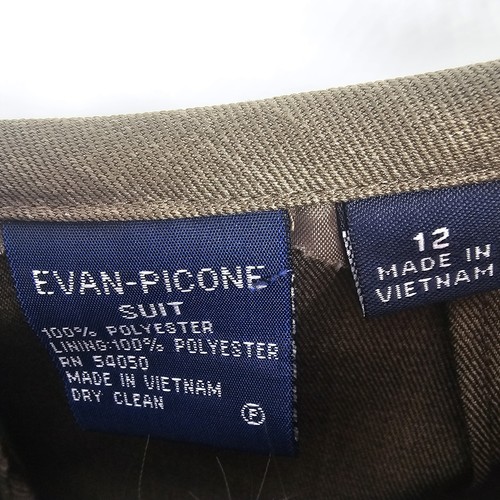 EVAN-PICONE
SUIT
100% POLYESTER
LINING:100% POLYESTER
RN 54050
MADE IN VIETNAM
DRY CLEAN
P
12
MADE IN
VIETNAM